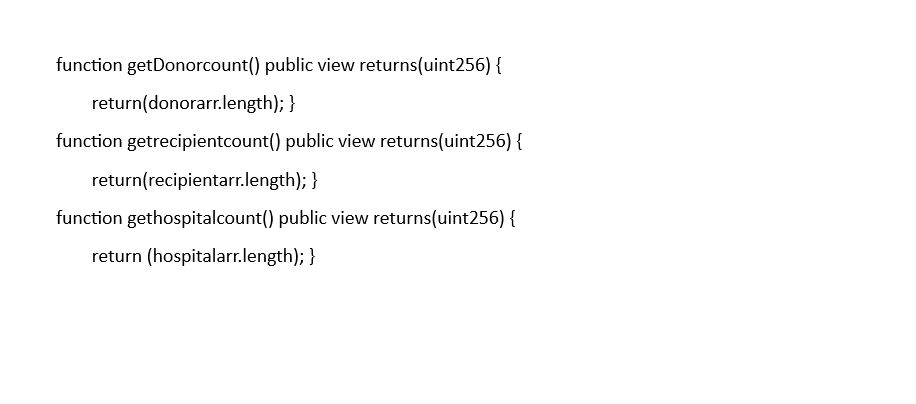 function getDonorcount() public view returns(uint256) {
return(donorarr.length); }
function getrecipientcount() public view returns(uint256) {
return(recipientarr.length); }
function gethospitalcount() public view returns(uint256) {
return (hospitalarr.length); }